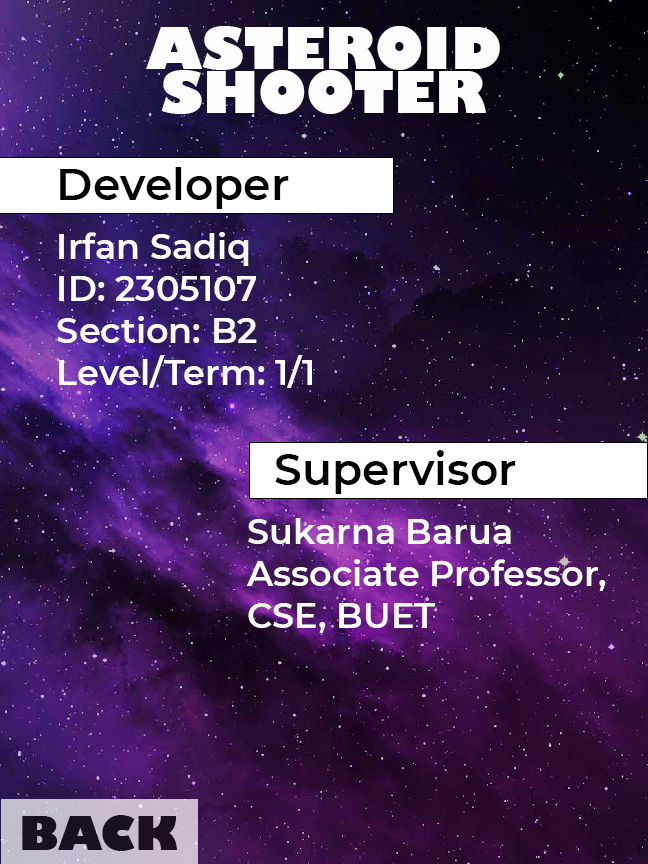 ASTEROID
SHOOTER
Developer
Irfan Sadiq
ID: 2305107
Section: B2
Level/Term: 1/1
Supervisor
Sukarna Barua
Associate Professor,
CSE, BUET
BACK